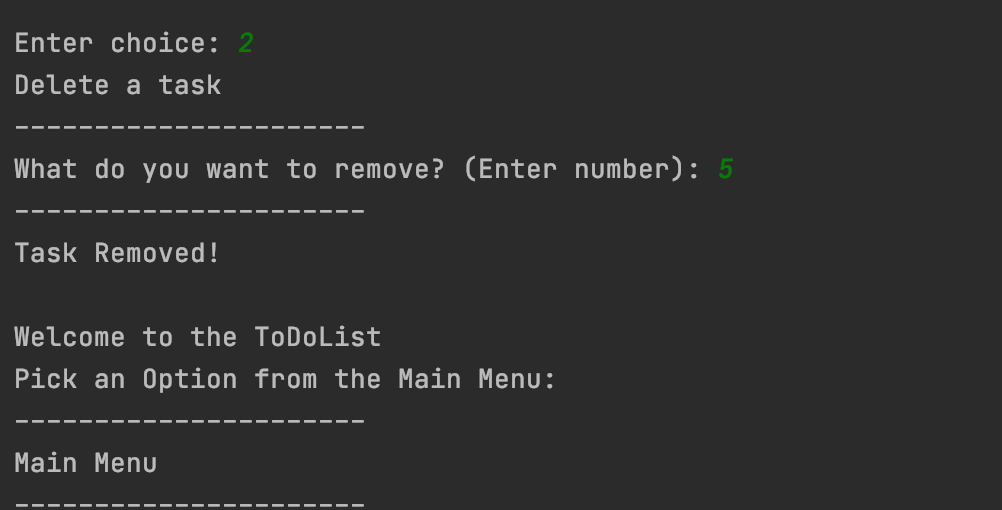 Enter choice: 2
Delete a task
----------------------
What do you want to remove? (Enter number): 5
----------------------
Task Removed!
Welcome to the ToDoList
Pick an Option from the Main Menu:
----------------------
Main Menu
----------------------